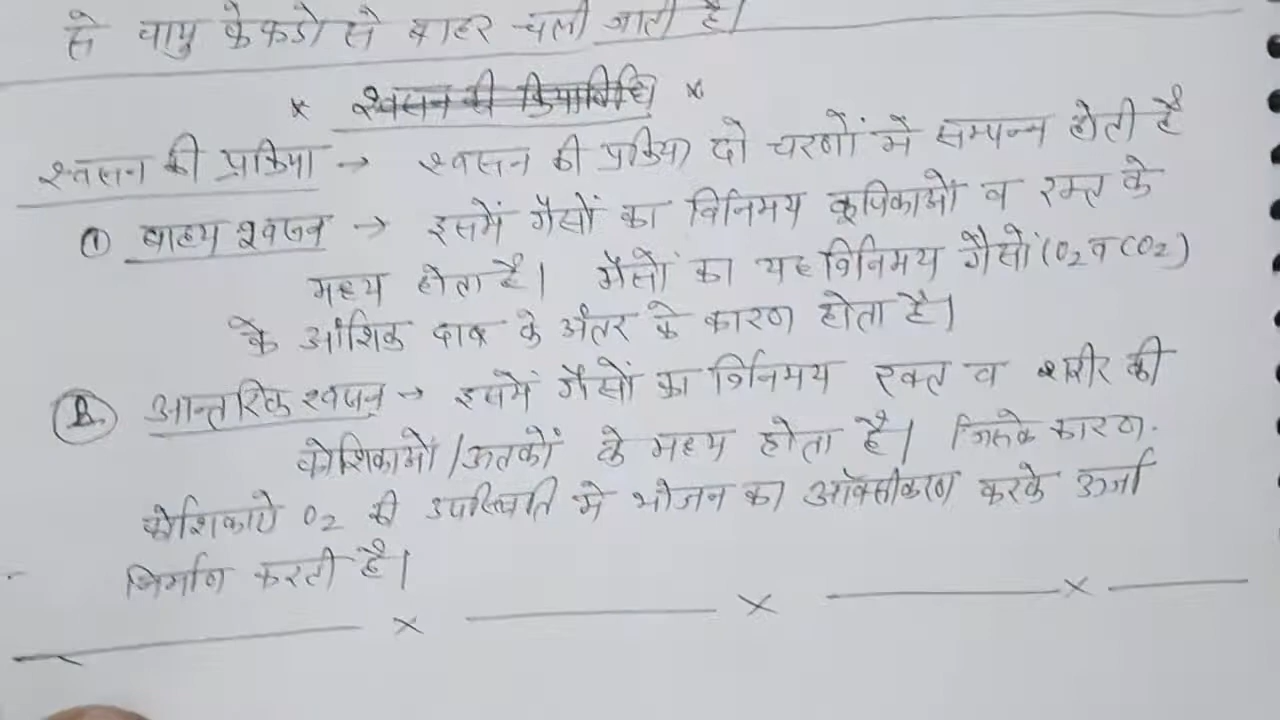 से वायु फेफडो से बाहर चली जाती है।
* श्वसन की क्रियाविधि *
श्वसन की प्रक्रिया → श्वसन की प्रक्रिया दो चरणों में सम्पन्न होती है
① बाह्य श्वसन → इसमें गैसों का विनिमय कूपिकाओं व रक्त के
मध्य होता है। गैसों का यह विनिमय गैसों (O₂ व CO₂)
के आंशिक दाब के अंतर के कारण होता है।
Ⓑ आन्तरिक श्वसन → इसमें गैसों का विनिमय रक्त व शरीर की
कोशिकाओं / ऊतकों के मध्य होता है। जिसके कारण.
कोशिकाऐ O₂ की उपस्थिति मे भोजन का ऑक्सीकरण करके ऊर्जा
निर्माण करती है।